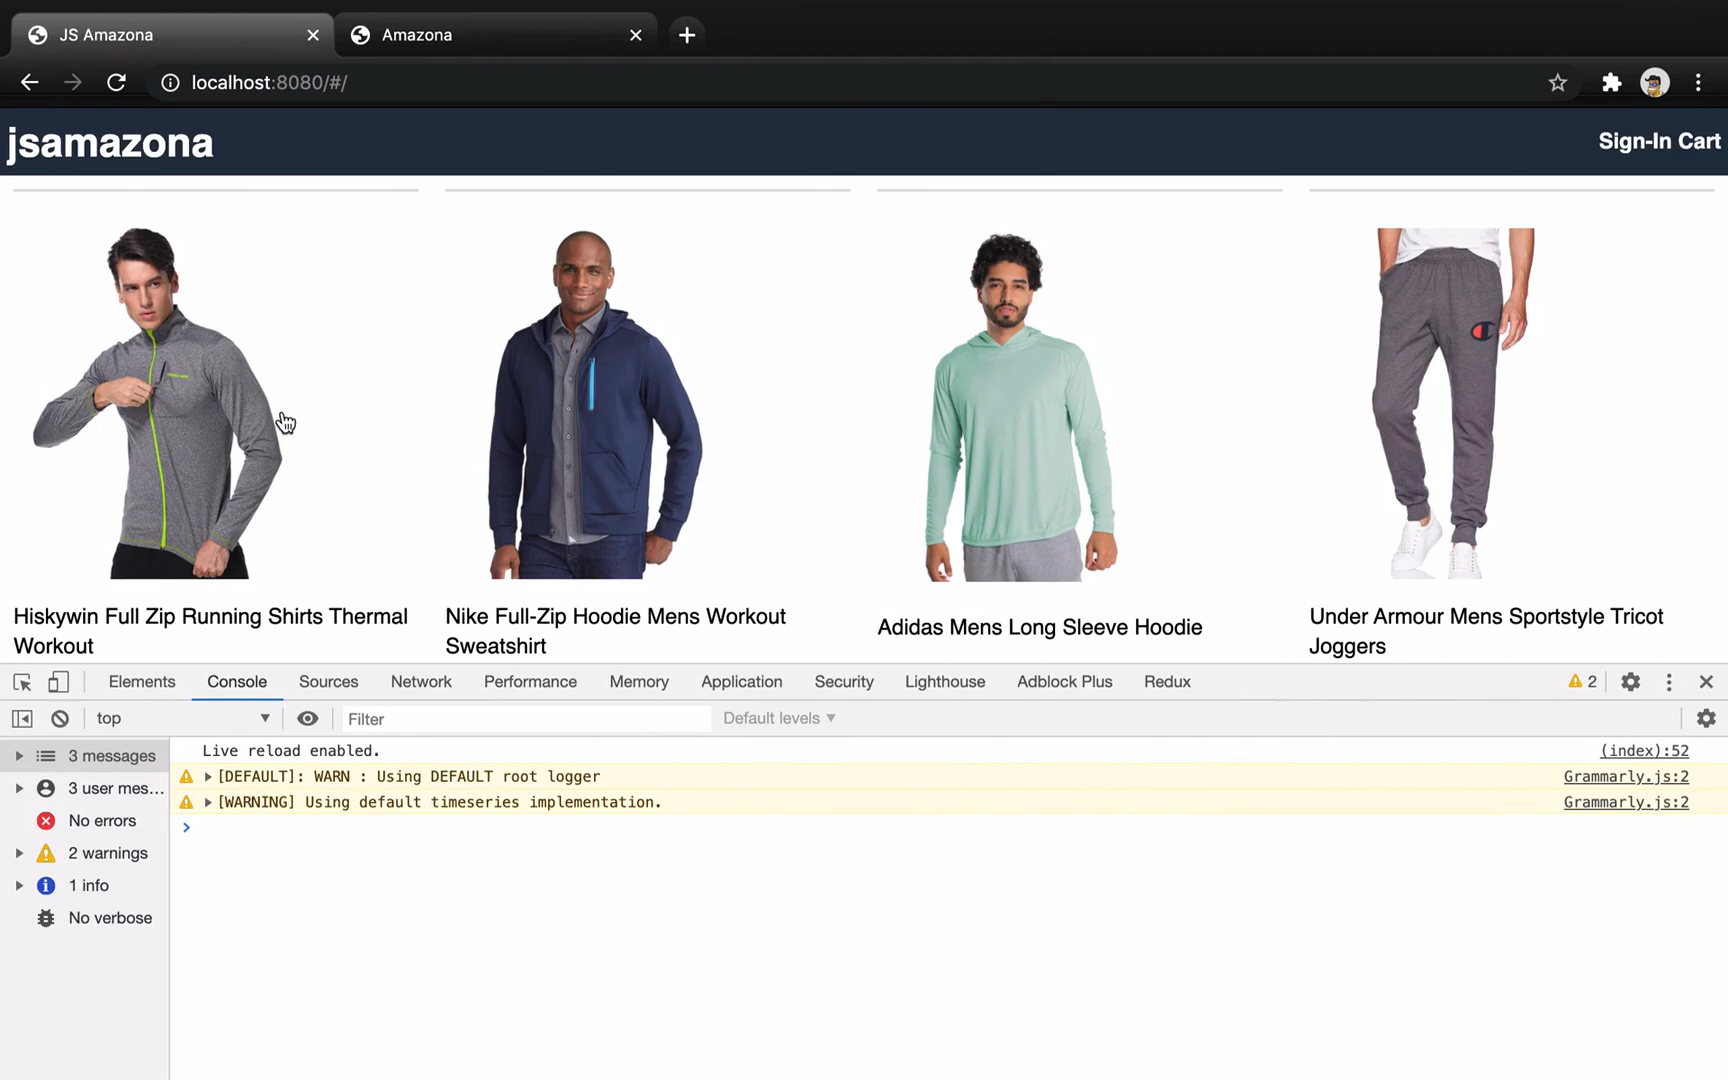 JS Amazona
Amazona
localhost:8080/#/
jsamazona
Sign-In Cart
Hiskywin Full Zip Running Shirts Thermal
Workout
Nike Full-Zip Hoodie Mens Workout
Sweatshirt
Adidas Mens Long Sleeve Hoodie
Under Armour Mens Sportstyle Tricot
Joggers
Elements
Console
Sources
Network
Performance
Memory
Application
Security
Lighthouse
Adblock Plus
Redux
2
top
Filter
Default levels
3 messages
3 user mes...
No errors
2 warnings
1 info
No verbose
Live reload enabled.
(index):52
[DEFAULT]: WARN : Using DEFAULT root logger
Grammarly.js:2
[WARNING] Using default timeseries implementation.
Grammarly.js:2